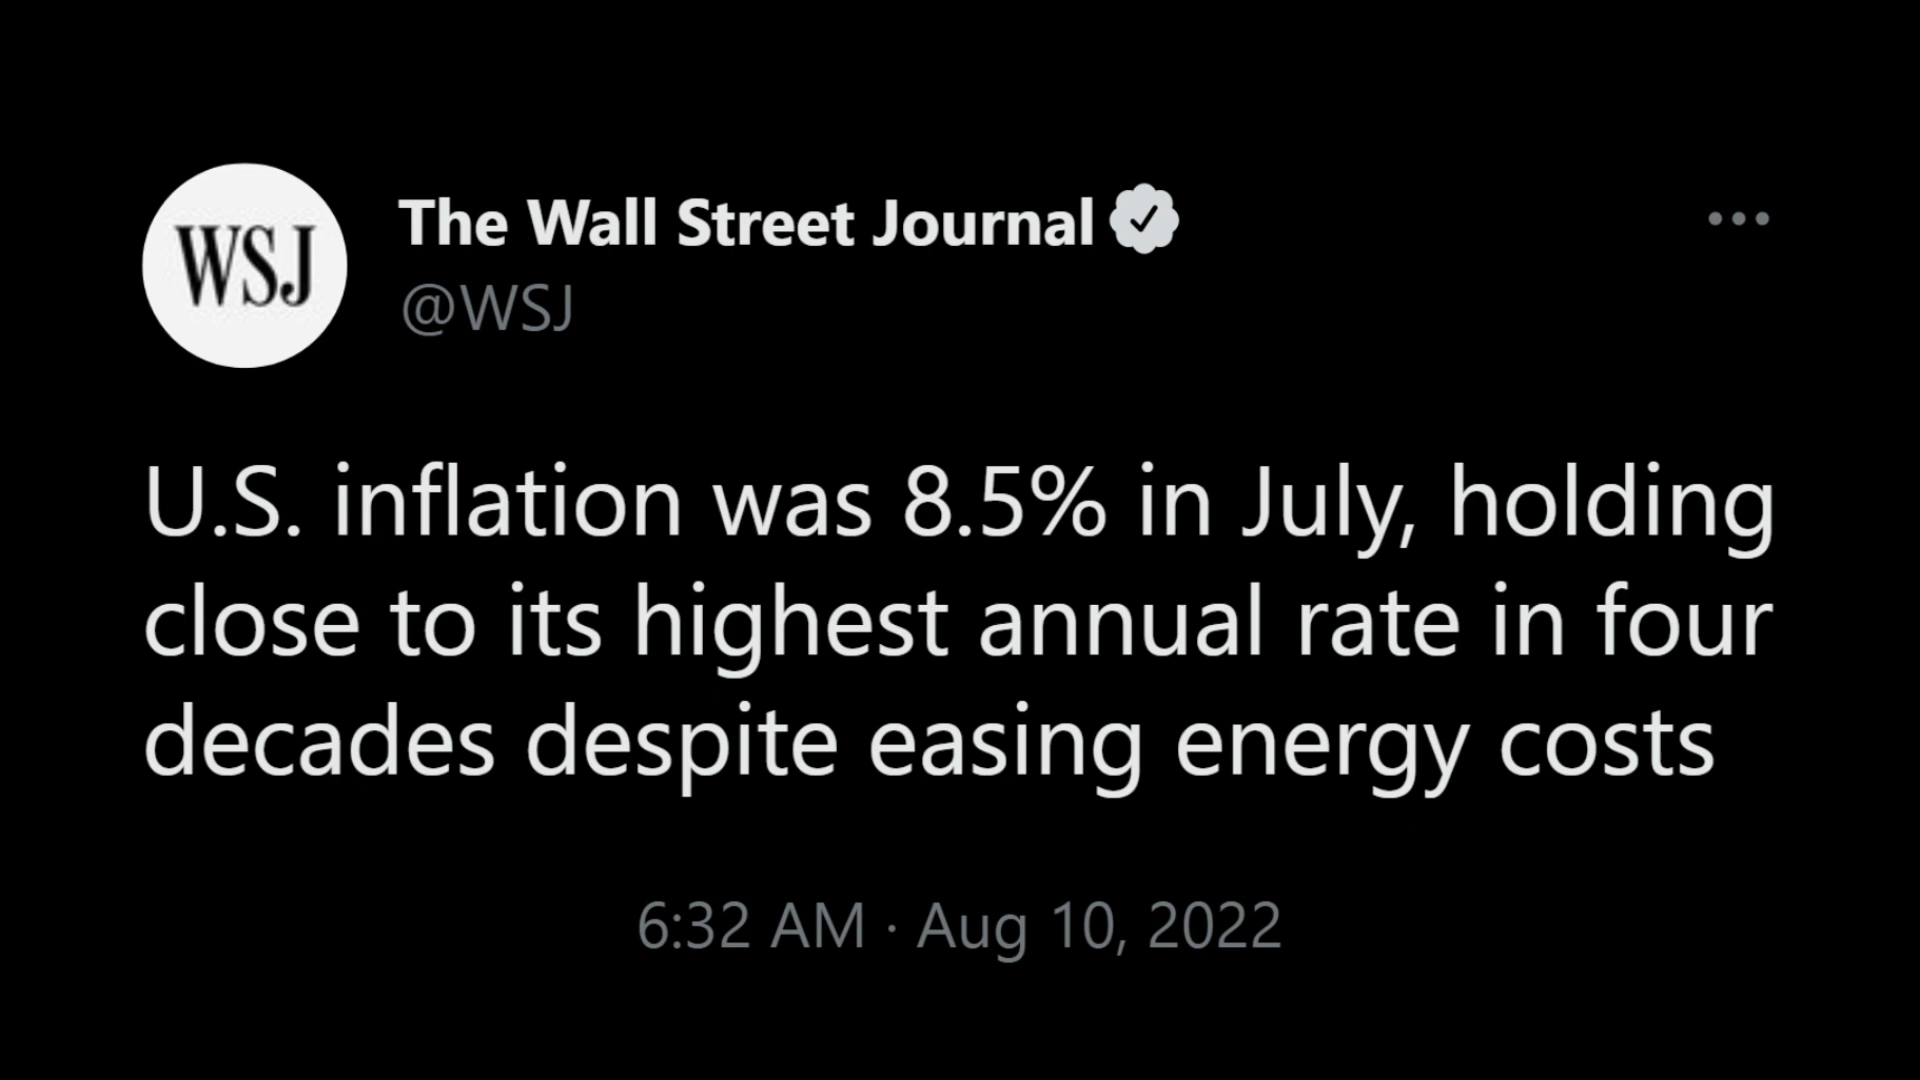 WSJ
The Wall Street Journal
@WSJ
U.S. inflation was 8.5% in July, holding
close to its highest annual rate in four
decades despite easing energy costs
6:32 AM · Aug 10, 2022